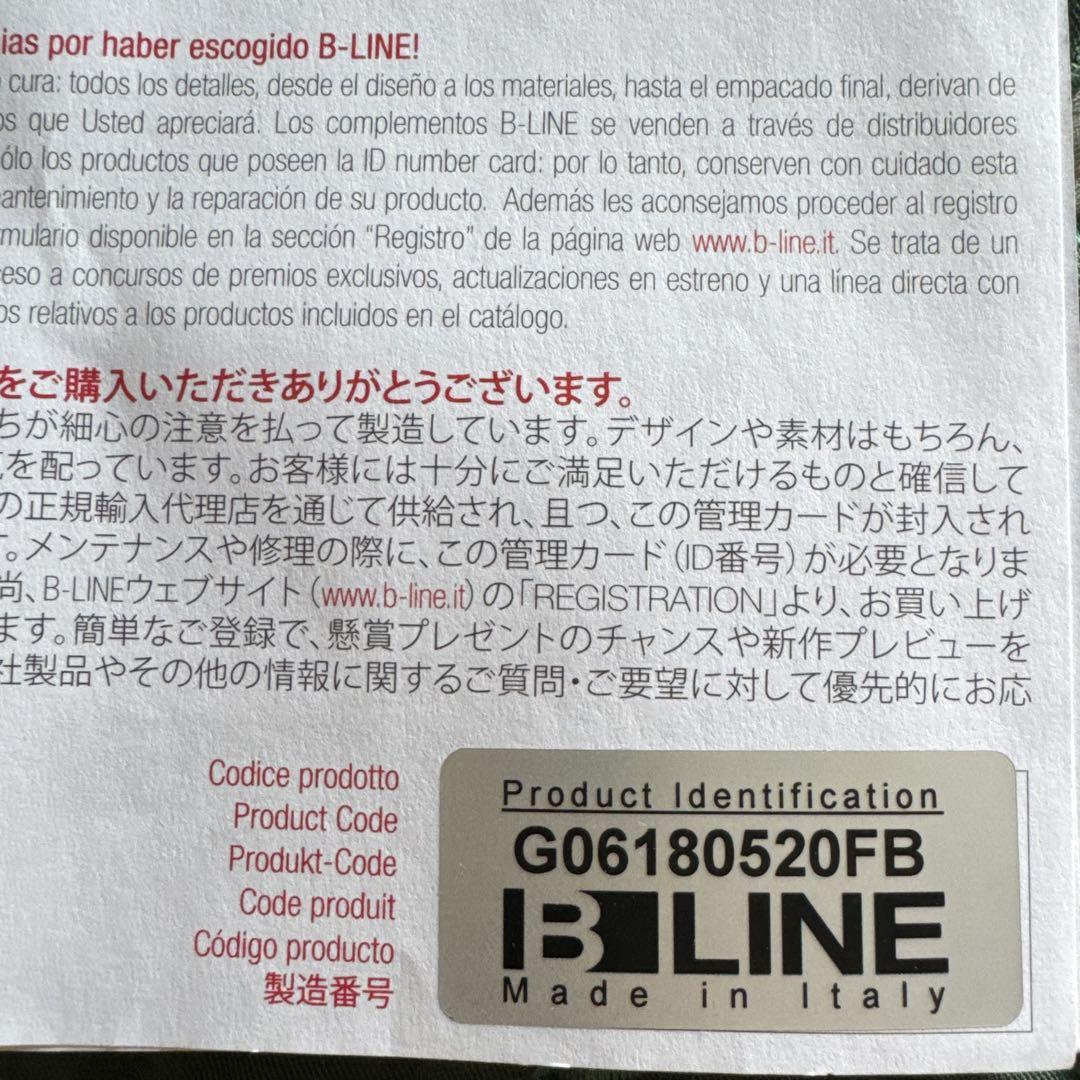 ias por haber escogido B-LINE!
cura: todos los detalles, desde el diseño a los materiales, hasta el empacado final, derivan de
os que Usted apreciará. Los complementos B-LINE se venden a través de distribuidores
ólo los productos que poseen la ID number card: por lo tanto, conserven con cuidado esta
antenimiento y la reparación de su producto. Además les aconsejamos proceder al registro
rmulario disponible en la sección “Registro” de la página web www.b-line.it. Se trata de un
ceso a concursos de premios exclusivos, actualizaciones en estreno y una línea directa con
os relativos a los productos incluidos en el catálogo.
をご購入いただきありがとうございます。
ちが細心の注意を払って製造しています。デザインや素材はもちろん、
を配っています。お客様には十分にご満足いただけるものと確信して
の正規輸入代理店を通じて供給され、且つ、この管理カードが封入され
。メンテナンスや修理の際に、この管理カード(ID番号)が必要となりま
尚、B-LINEウェブサイト(www.b-line.it)の「REGISTRATION」より、お買い上げ
ます。簡単なご登録で、懸賞プレゼントのチャンスや新作プレビューを
社製品やその他の情報に関するご質問・ご要望に対して優先的にお応
Codice prodotto
Product Code
Produkt-Code
Code produit
Código producto
製造番号
Product Identification
G06180520FB
B LINE
Made in Italy